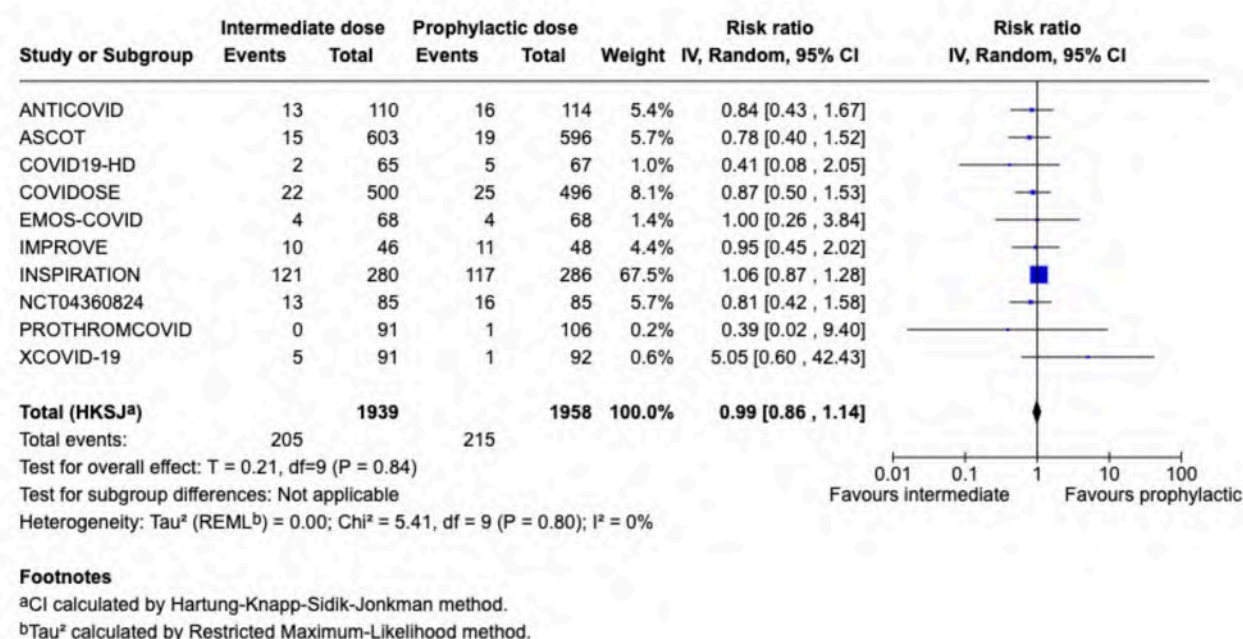 Intermediate dose Prophylactic dose Risk ratio Risk ratio
Study or Subgroup Events Total Events Total Weight IV, Random, 95% CI IV, Random, 95% CI
ANTICOVID 13 110 16 114 5.4% 0.84 [0.43 , 1.67]
ASCOT 15 603 19 596 5.7% 0.78 [0.40 , 1.52]
COVID19-HD 2 65 5 67 1.0% 0.41 [0.08 , 2.05]
COVIDOSE 22 500 25 496 8.1% 0.87 [0.50 , 1.53]
EMOS-COVID 4 68 4 68 1.4% 1.00 [0.26 , 3.84]
IMPROVE 10 46 11 48 4.4% 0.95 [0.45 , 2.02]
INSPIRATION 121 280 117 286 67.5% 1.06 [0.87 , 1.28]
NCT04360824 13 85 16 85 5.7% 0.81 [0.42 , 1.58]
PROTHROMCOVID 0 91 1 106 0.2% 0.39 [0.02 , 9.40]
XCOVID-19 5 91 1 92 0.6% 5.05 [0.60 , 42.43]
Total (HKSJᵃ) 1939 1958 100.0% 0.99 [0.86 , 1.14]
Total events: 205 215
Test for overall effect: T = 0.21, df=9 (P = 0.84)
0.01 0.1 1 10 100
Test for subgroup differences: Not applicable
Favours intermediate Favours prophylactic
Heterogeneity: Tau² (REMLᵇ) = 0.00; Chi² = 5.41, df = 9 (P = 0.80); I² = 0%
Footnotes
ᵃCI calculated by Hartung-Knapp-Sidik-Jonkman method.
ᵇTau² calculated by Restricted Maximum-Likelihood method.